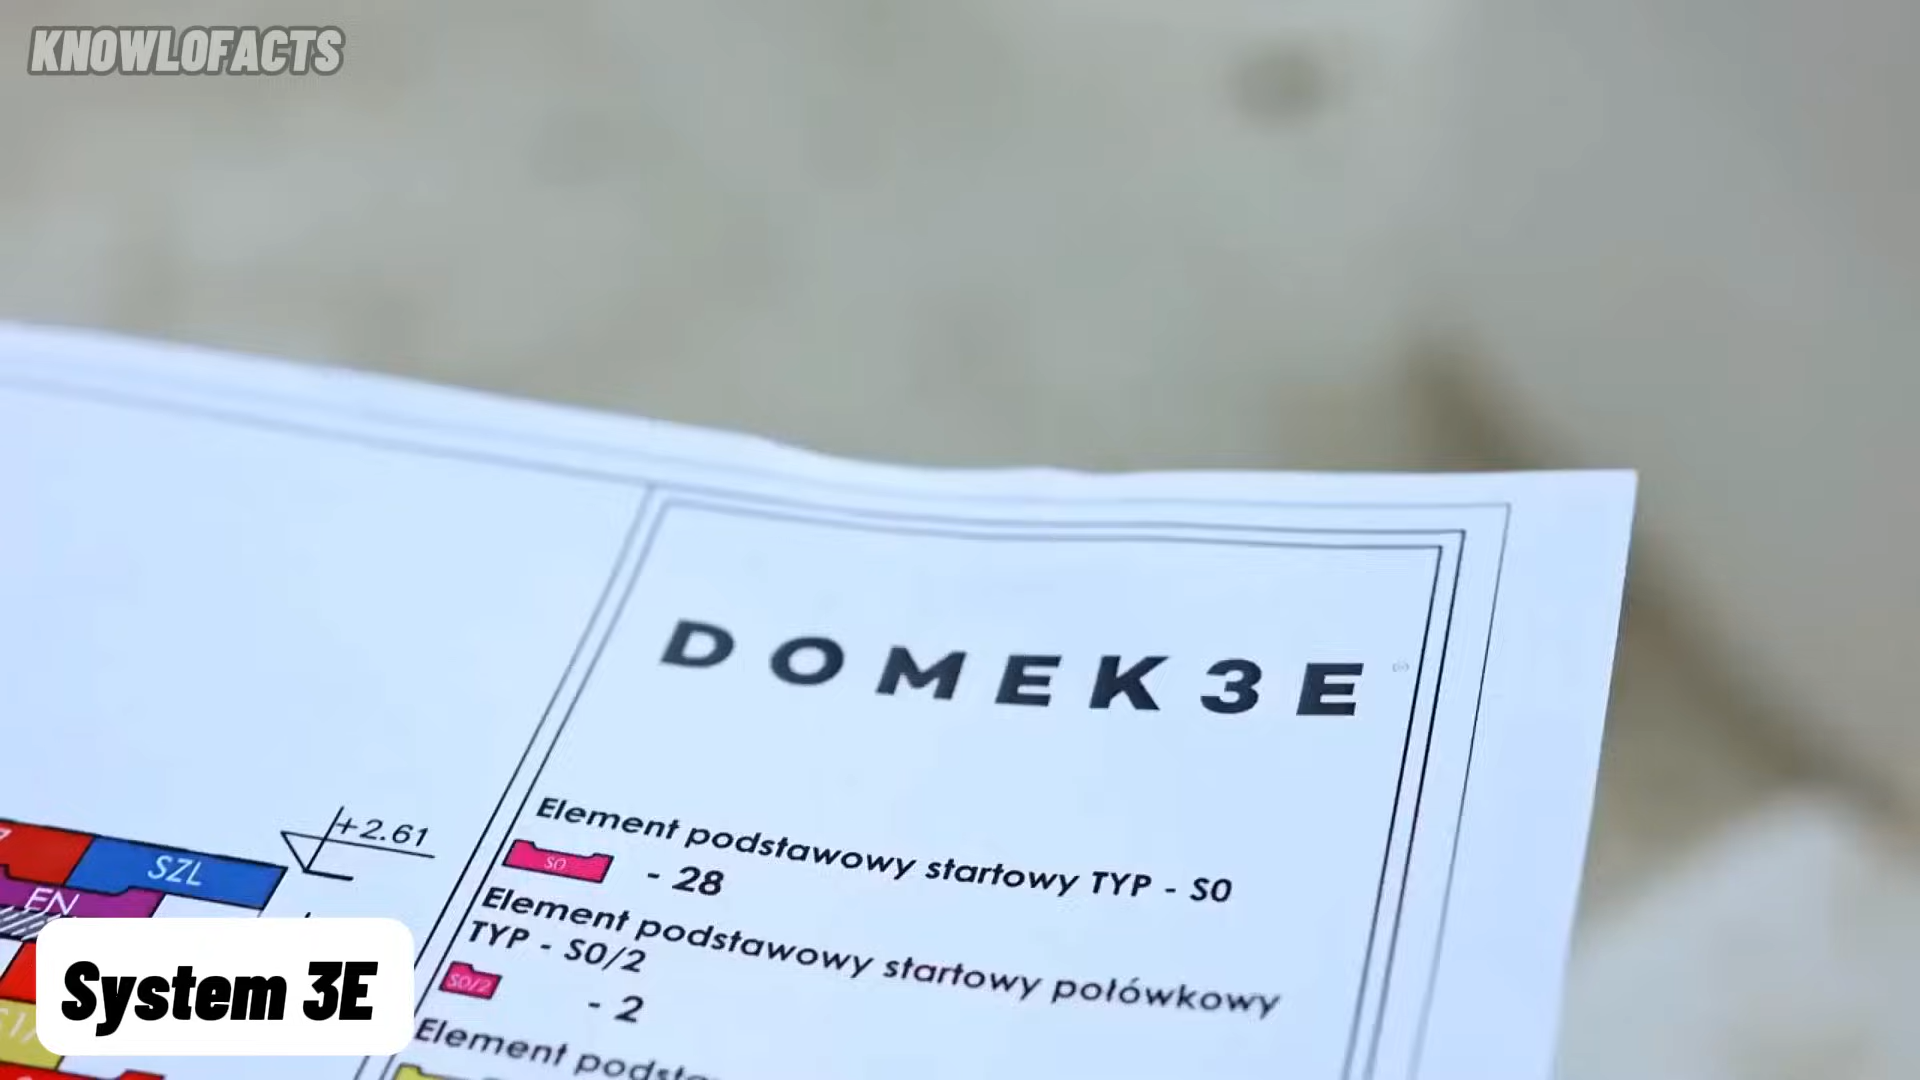 KNOWLOFACTS
DOMEK3E
Element podstawowy startowy TYP - S0
S0
- 28
Element podstawowy startowy połówkowy
TYP - S0/2
S0/2
- 2
Element
+2.61
SZL
EN
System 3E